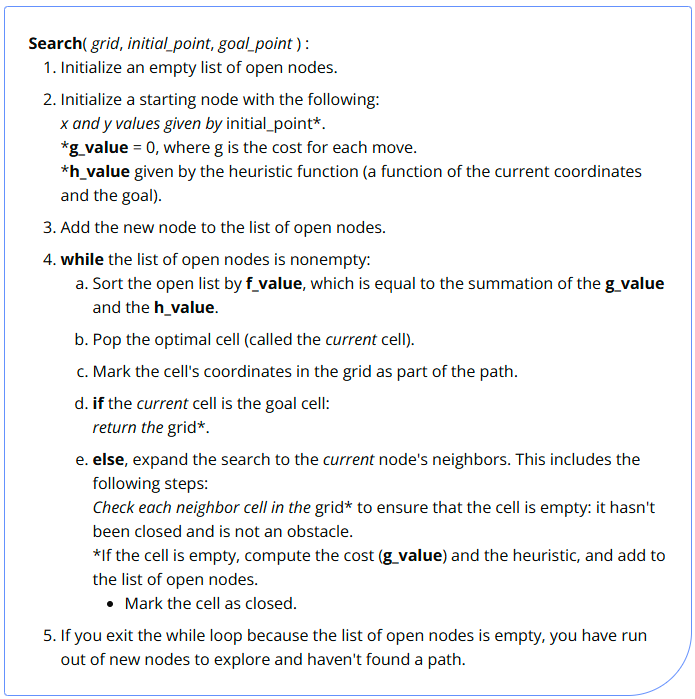 Search( grid, initial_point, goal_point ) :
1. Initialize an empty list of open nodes.
2. Initialize a starting node with the following:
x and y values given by initial_point*.
*g_value = 0, where g is the cost for each move.
*h_value given by the heuristic function (a function of the current coordinates
and the goal).
3. Add the new node to the list of open nodes.
4. while the list of open nodes is nonempty:
a. Sort the open list by f_value, which is equal to the summation of the g_value
and the h_value.
b. Pop the optimal cell (called the current cell).
c. Mark the cell's coordinates in the grid as part of the path.
d. if the current cell is the goal cell:
return the grid*.
e. else, expand the search to the current node's neighbors. This includes the
following steps:
Check each neighbor cell in the grid* to ensure that the cell is empty: it hasn't
been closed and is not an obstacle.
*If the cell is empty, compute the cost (g_value) and the heuristic, and add to
the list of open nodes.
• Mark the cell as closed.
5. If you exit the while loop because the list of open nodes is empty, you have run
out of new nodes to explore and haven't found a path.